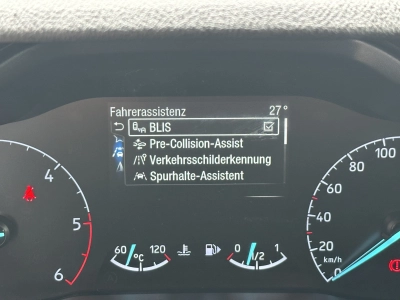 Fahrerassistenz 27°
BLIS
Pre-Collision-Assist
Verkehrsschilderkennung
Spurhalte-Assistent
4
5
6
60 °C 120
0 1/2 1
100
80
60
40
20
0
km/h